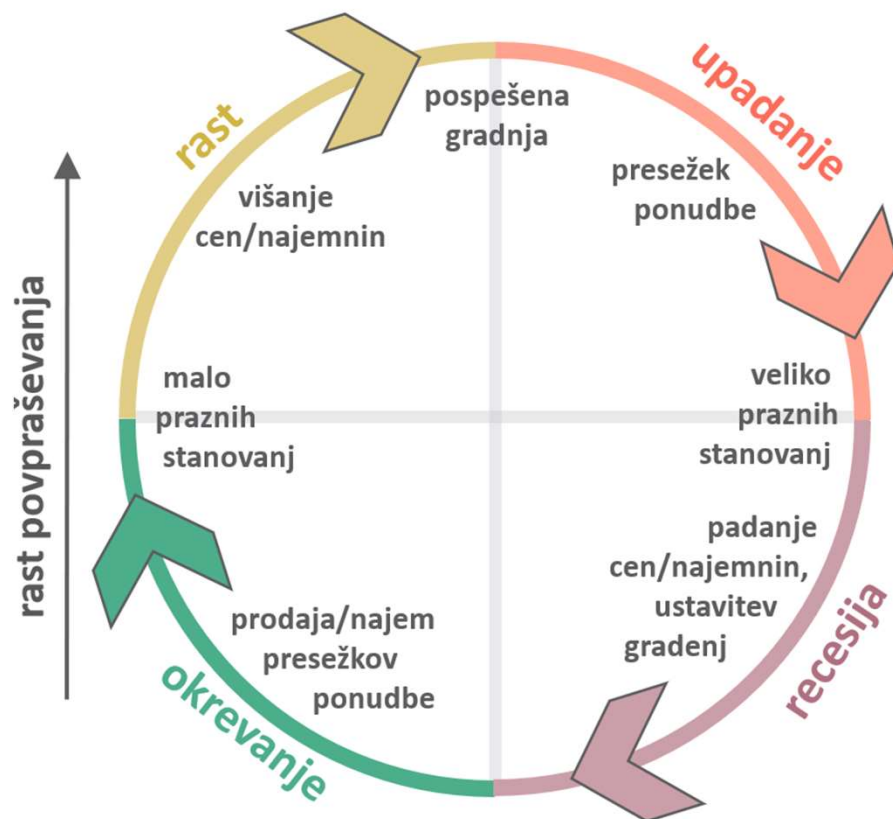 rast
pospešena
gradnja
upadanje
presežek
ponudbe
višanje
cen/najemnin
rast povpraševanja
malo
praznih
stanovanj
veliko
praznih
stanovanj
padanje
cen/najemnin,
ustavitev
gradenj
recesija
prodaja/najem
presežkov
ponudbe
okrevanje